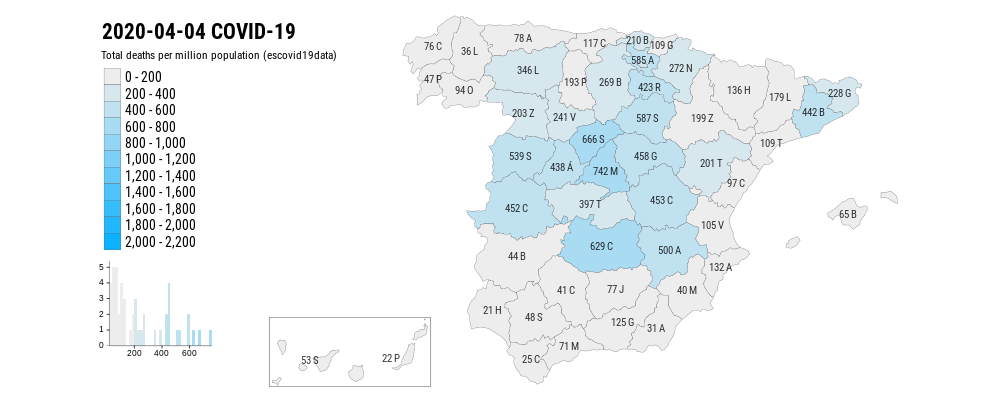 2020-04-04 COVID-19
Total deaths per million population (escovid19data)
0 - 200
200 - 400
400 - 600
600 - 800
800 - 1,000
1,000 - 1,200
1,200 - 1,400
1,400 - 1,600
1,600 - 1,800
1,800 - 2,000
2,000 - 2,200
5
4
3
2
1
0
200 400 600
76 C
36 L
78 A
117 C
210 B
109 G
585 A
272 N
47 P
94 O
346 L
193 P
269 B
423 R
136 H
179 L
228 G
442 B
203 Z
241 V
587 S
199 Z
109 T
666 S
539 S
438 Á
742 M
458 G
201 T
97 C
452 C
397 T
453 C
105 V
65 B
44 B
629 C
500 A
132 A
41 C
77 J
40 M
21 H
48 S
125 G
31 A
71 M
25 C
53 S
22 P